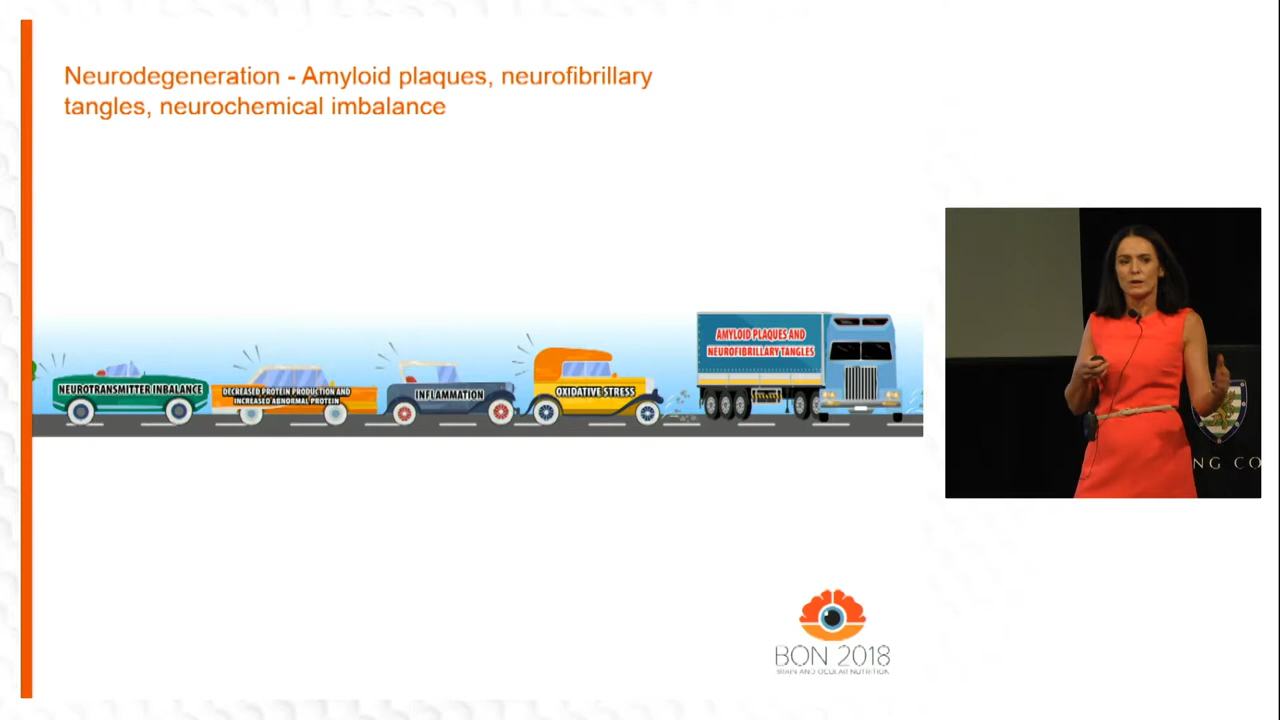 Neurodegeneration - Amyloid plaques, neurofibrillary
tangles, neurochemical imbalance
NEUROTRANSMITTER INBALANCE
DECREASED PROTEIN PRODUCTION AND
INCREASED ABNORMAL PROTEIN
INFLAMMATION
OXIDATIVE STRESS
AMYLOID PLAQUES AND
NEUROFIBRILLARY TANGLES
NG CO
BON 2018
BRAIN AND OCULAR NUTRITION